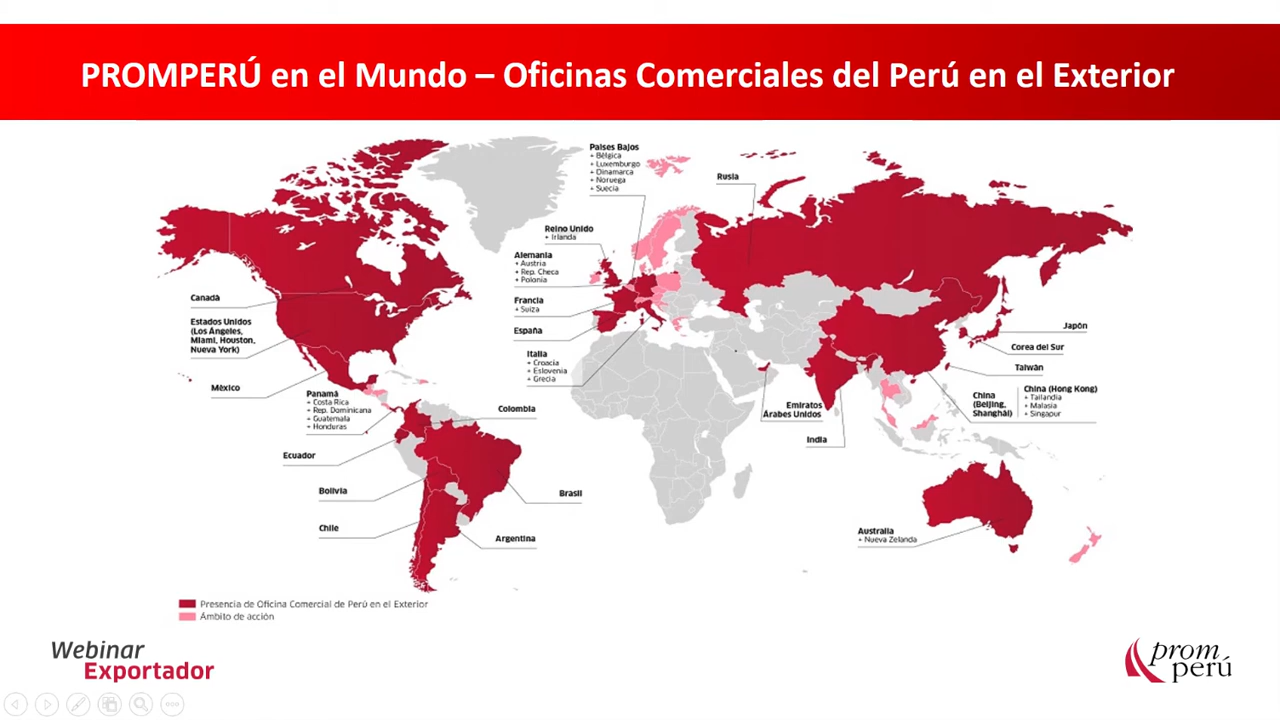 PROMPERÚ en el Mundo – Oficinas Comerciales del Perú en el Exterior
Países Bajos
+ Bélgica
+ Luxemburgo
+ Dinamarca
+ Noruega
+ Suecia
Rusia
Reino Unido
+ Irlanda
Alemania
+ Austria
+ Rep. Checa
+ Polonia
Francia
+ Suiza
España
Italia
+ Croacia
+ Eslovenia
+ Grecia
Canadá
Estados Unidos
(Los Ángeles,
Miami, Houston,
Nueva York)
México
Panamá
+ Costa Rica
+ Rep. Dominicana
+ Guatemala
+ Honduras
Colombia
Ecuador
Bolivia
Brasil
Chile
Argentina
Japón
Corea del Sur
Taiwán
China
(Beijing,
Shanghái)
China (Hong Kong)
+ Tailandia
+ Malasia
+ Singapur
Emiratos
Árabes Unidos
India
Australia
+ Nueva Zelanda
Presencia de Oficina Comercial de Perú en el Exterior
Ámbito de acción
Webinar
Exportador
prom
perú